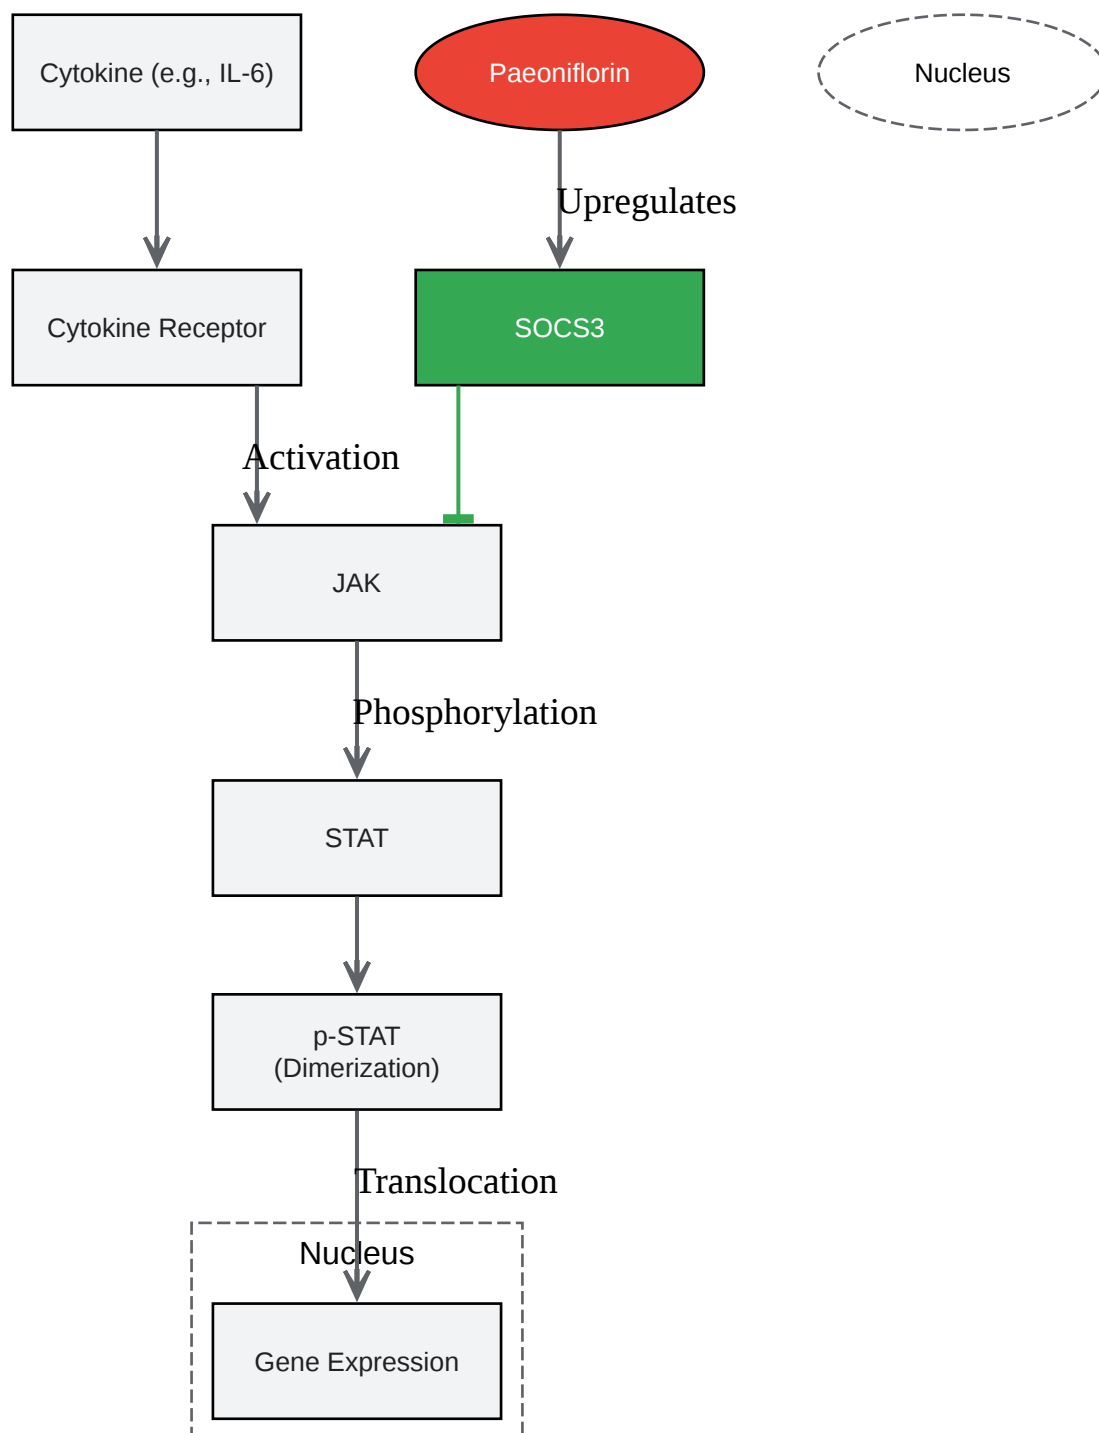 Cytokine (e.g., IL-6)
Paeoniflorin
Nucleus
Upregulates
Cytokine Receptor
SOCS3
Activation
JAK
Phosphorylation
STAT
p-STAT
(Dimerization)
Translocation
Nucleus
Gene Expression